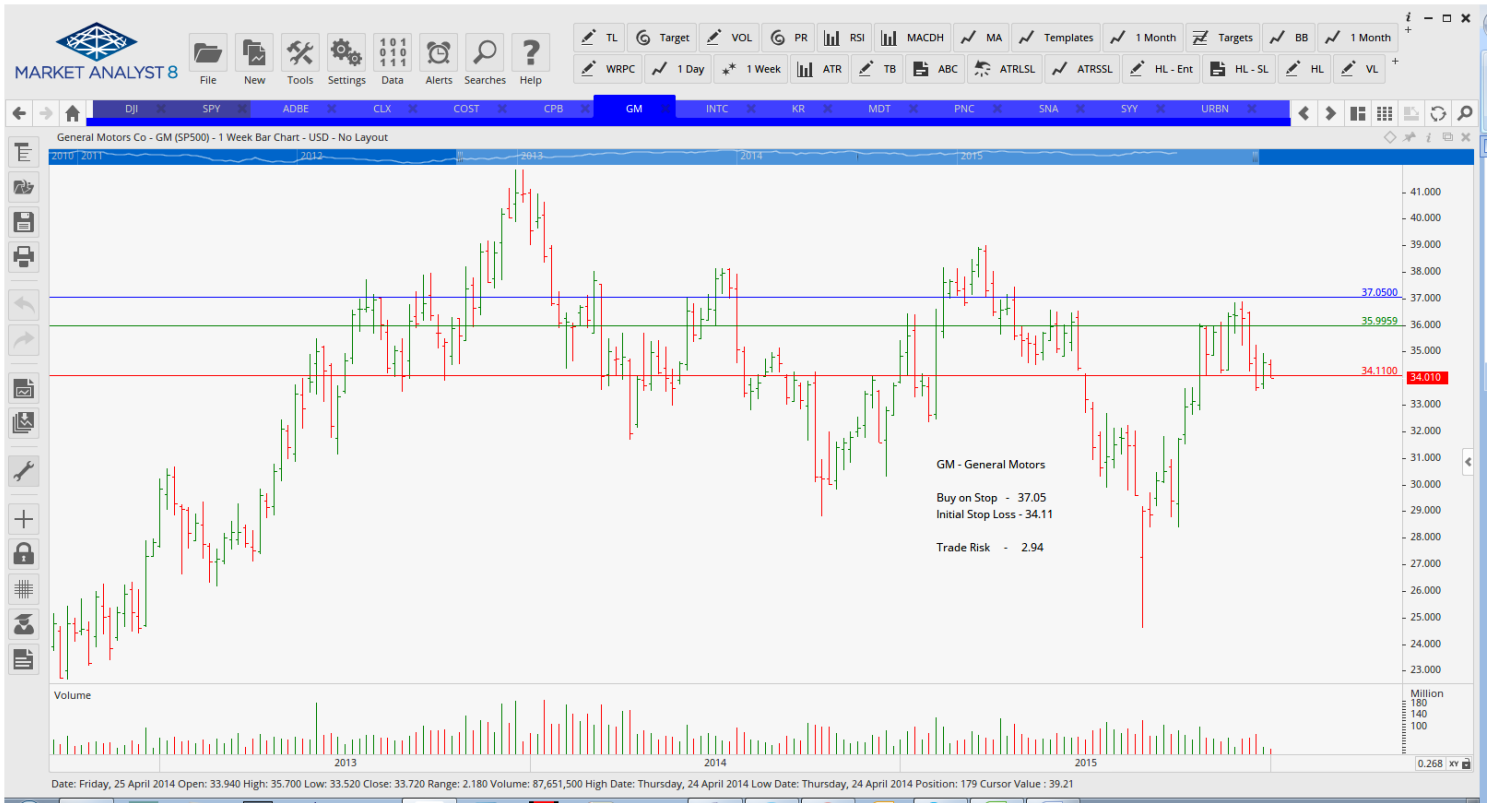 MARKET ANALYST 8
File New Tools Settings Data Alerts Searches Help
TL Target VOL PR RSI MACDH MA Templates 1 Month Targets BB 1 Month
WRPC 1 Day 1 Week ATR TB ABC ATRLSL ATRSSL HL - Ent HL - SL HL VL
DJI SPY ADBE CLX COST CPB GM INTC KR MDT PNC SNA SYY URBN
General Motors Co - GM (SP500) - 1 Week Bar Chart - USD - No Layout
2010 2011 2012 2013 2014 2015
41.000
40.000
39.000
38.000
37.0500
37.000
35.9959
36.000
35.000
34.1100
34.010
33.000
32.000
31.000
GM - General Motors
30.000
Buy on Stop - 37.05
Initial Stop Loss - 34.11
29.000
28.000
Trade Risk - 2.94
27.000
26.000
25.000
24.000
23.000
Volume
Million
180
140
100
2013 2014 2015
0.268 XY
Date: Friday, 25 April 2014 Open: 33.940 High: 35.700 Low: 33.520 Close: 33.720 Range: 2.180 Volume: 87,651,500 High Date: Thursday, 24 April 2014 Low Date: Thursday, 24 April 2014 Position: 179 Cursor Value : 39.21